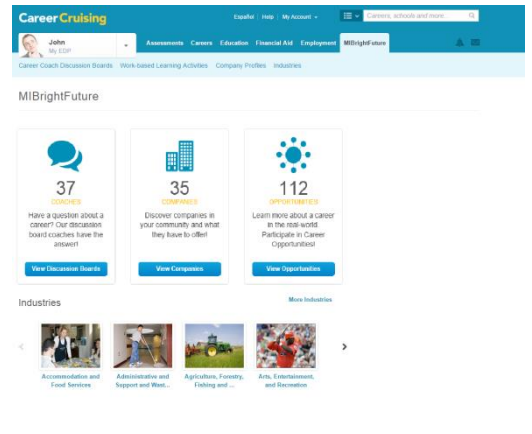 Career Cruising
Español | Help | My Account
Careers, schools and more...
John
My EDP
Assessments Careers Education Financial Aid Employment MIBrightFuture
Career Coach Discussion Boards Work-based Learning Activities Company Profiles Industries
MIBrightFuture
37
COACHES
Have a question about a
career? Our discussion
board coaches have the
answer!
View Discussion Boards
35
COMPANIES
Discover companies in
your community and what
they have to offer!
View Companies
112
OPPORTUNITIES
Learn more about a career
in the real-world.
Participate in Career
Opportunities!
View Opportunities
Industries
More Industries
Accommodation and
Food Services
Administrative and
Support and Wast...
Agriculture, Forestry,
Fishing and ...
Arts, Entertainment,
and Recreation